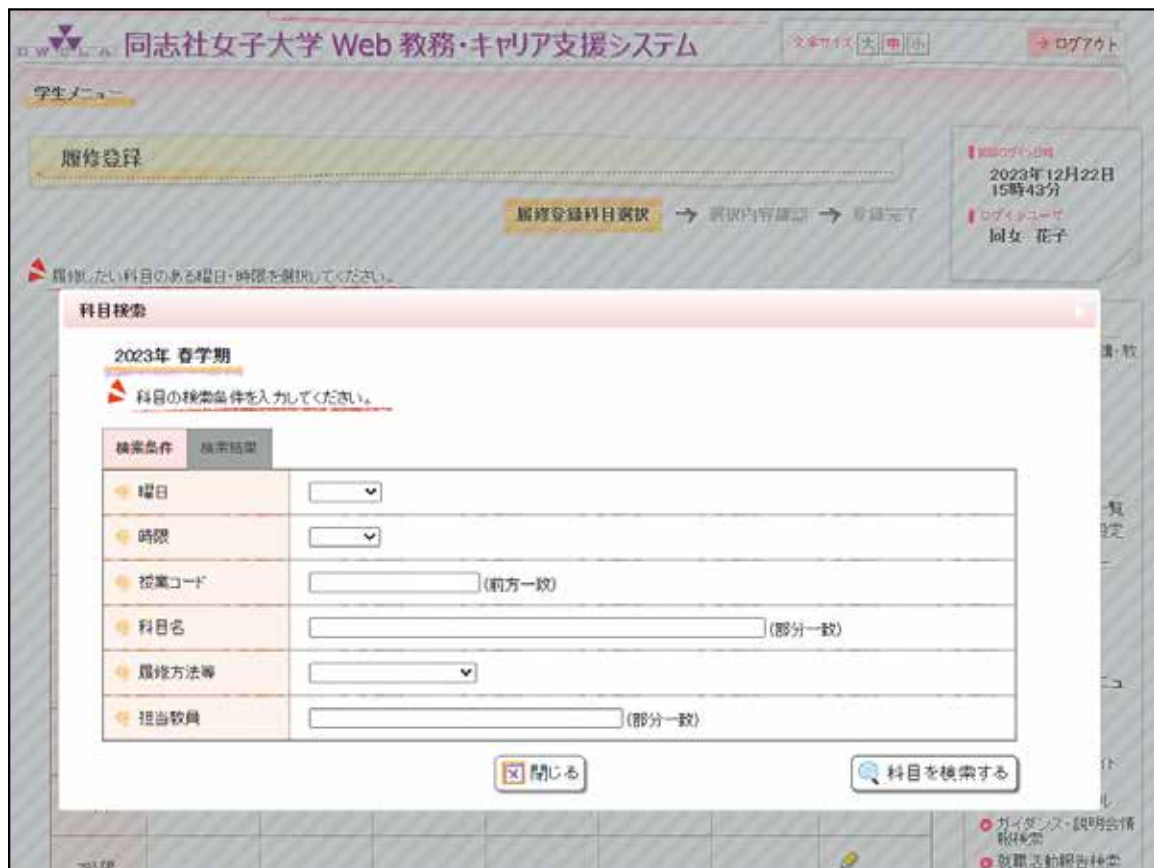 同志社女子大学 Web 教務・キャリア支援システム
文字サイズ 大 中 小
ログアウト
学生メニュー
履修登録
前回ログイン日時
2023年12月22日
15時43分
履修登録科目選択 → 選択内容確認 → 登録完了
ログインユーザ
同女 花子
履修したい科目のある曜日・時限を選択してください。
科目検索
2023年 春学期
科目の検索条件を入力してください。
検索条件 検索結果
曜日
時限
授業コード (前方一致)
科目名 (部分一致)
履修方法等
担当教員 (部分一致)
閉じる 科目を検索する
ガイダンス・説明会情
報検索
就職活動報告検索